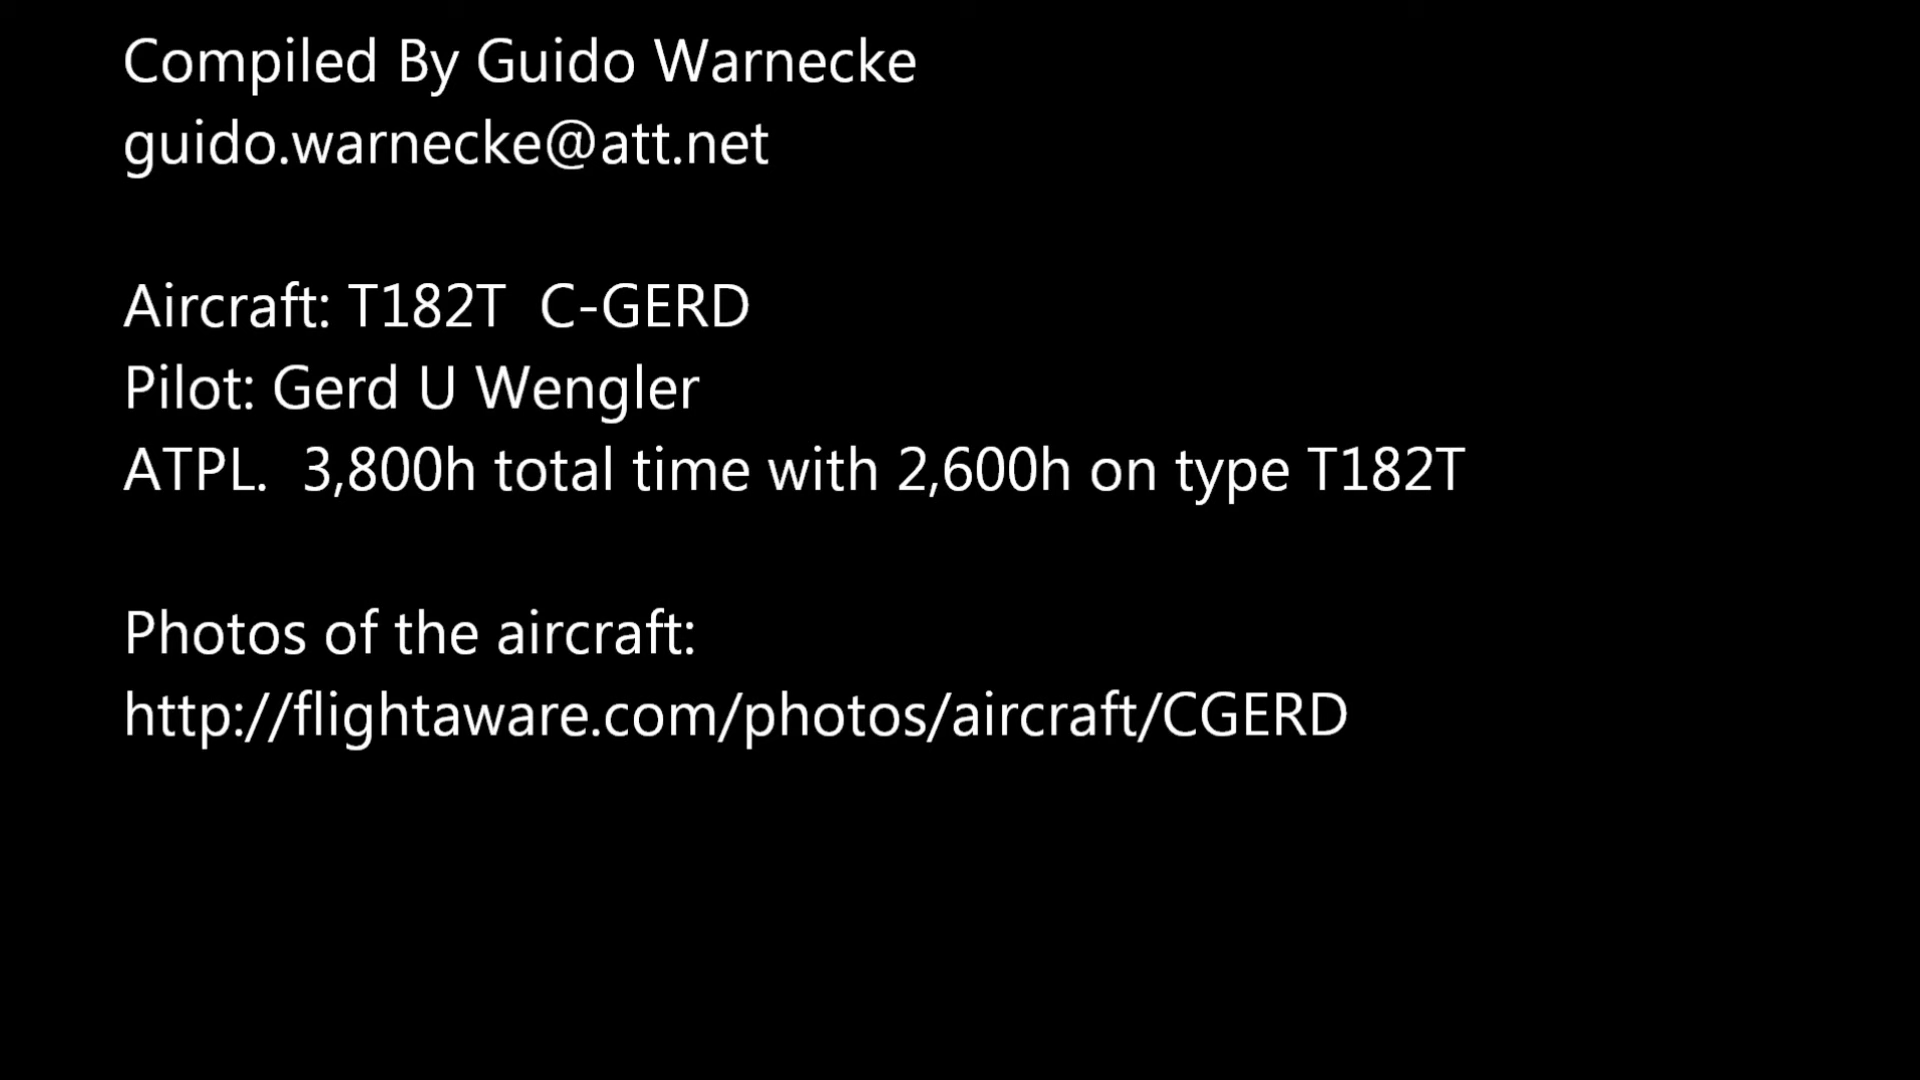 Compiled By Guido Warnecke
guido.warnecke@att.net
Aircraft: T182T  C-GERD
Pilot: Gerd U Wengler
ATPL.  3,800h total time with 2,600h on type T182T
Photos of the aircraft:
http://flightaware.com/photos/aircraft/CGERD